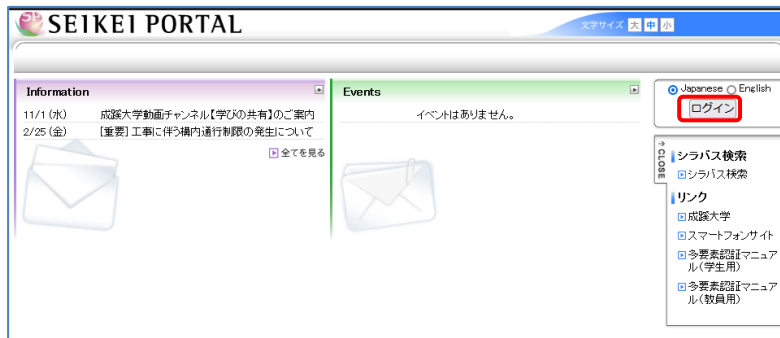 SEIKEI PORTAL
文字サイズ 大 中 小
Information
11/1 (水) 成蹊大学動画チャンネル【学びの共有】のご案内
2/25 (金) [重要] 工事に伴う構内通行制限の発生について
全てを見る
Events
イベントはありません。
Japanese English
ログイン
CLOSE
シラバス検索
シラバス検索
リンク
成蹊大学
スマートフォンサイト
多要素認証マニュア
ル(学生用)
多要素認証マニュア
ル(教員用)